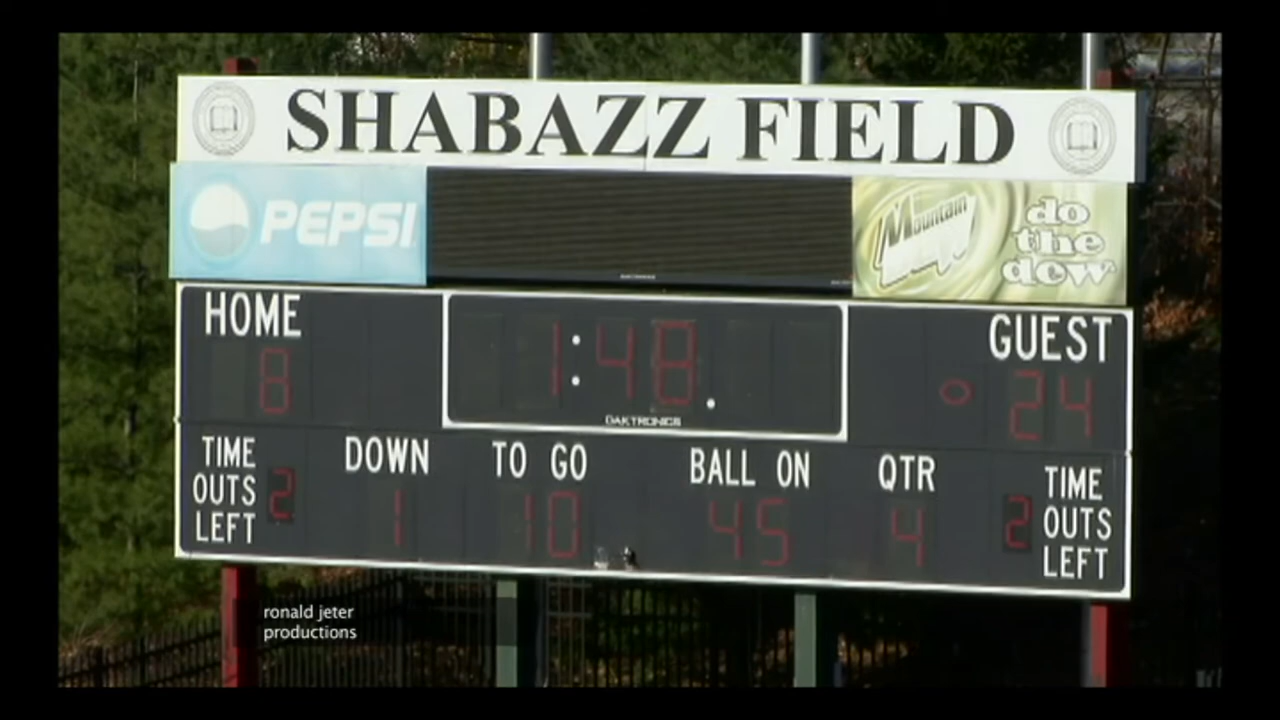 SHABAZZ FIELD
PEPSI
Mountain
do
the
dew
HOME
8
1:48.
DAKTRONICS
GUEST
24
TIME
OUTS
LEFT
2
DOWN
1
TO GO
10
BALL ON
45
QTR
4
2
TIME
OUTS
LEFT
ronald jeter
productions